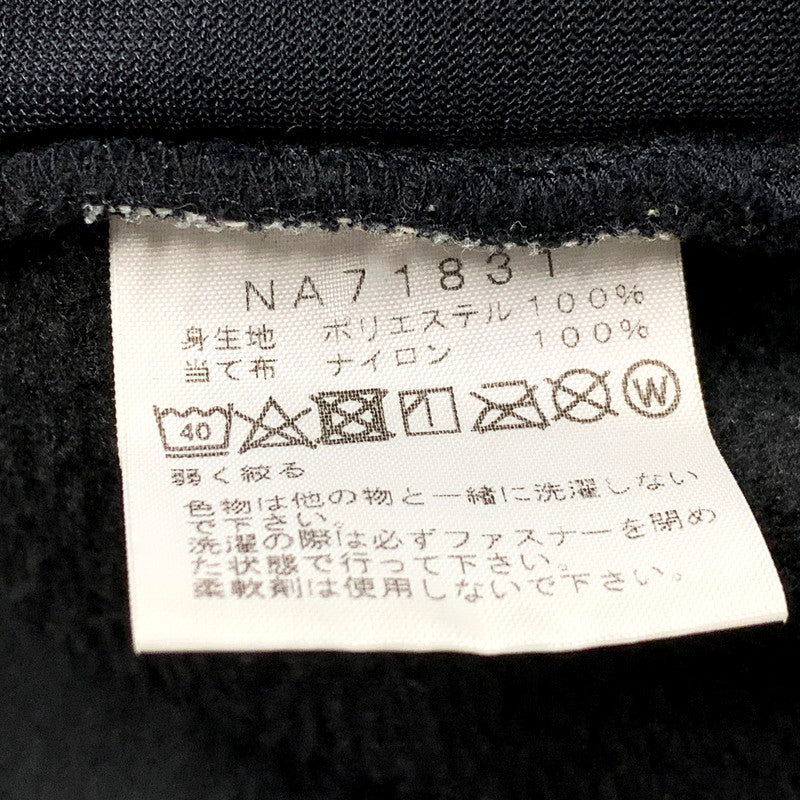 NA71831
身生地 ポリエステル 100%
当て布 ナイロン 100%
40 W
弱く絞る
色物は他の物と一緒に洗濯しない
で下さい。
洗濯の際は必ずファスナーを閉め
た状態で行って下さい。
柔軟剤は使用しないで下さい。